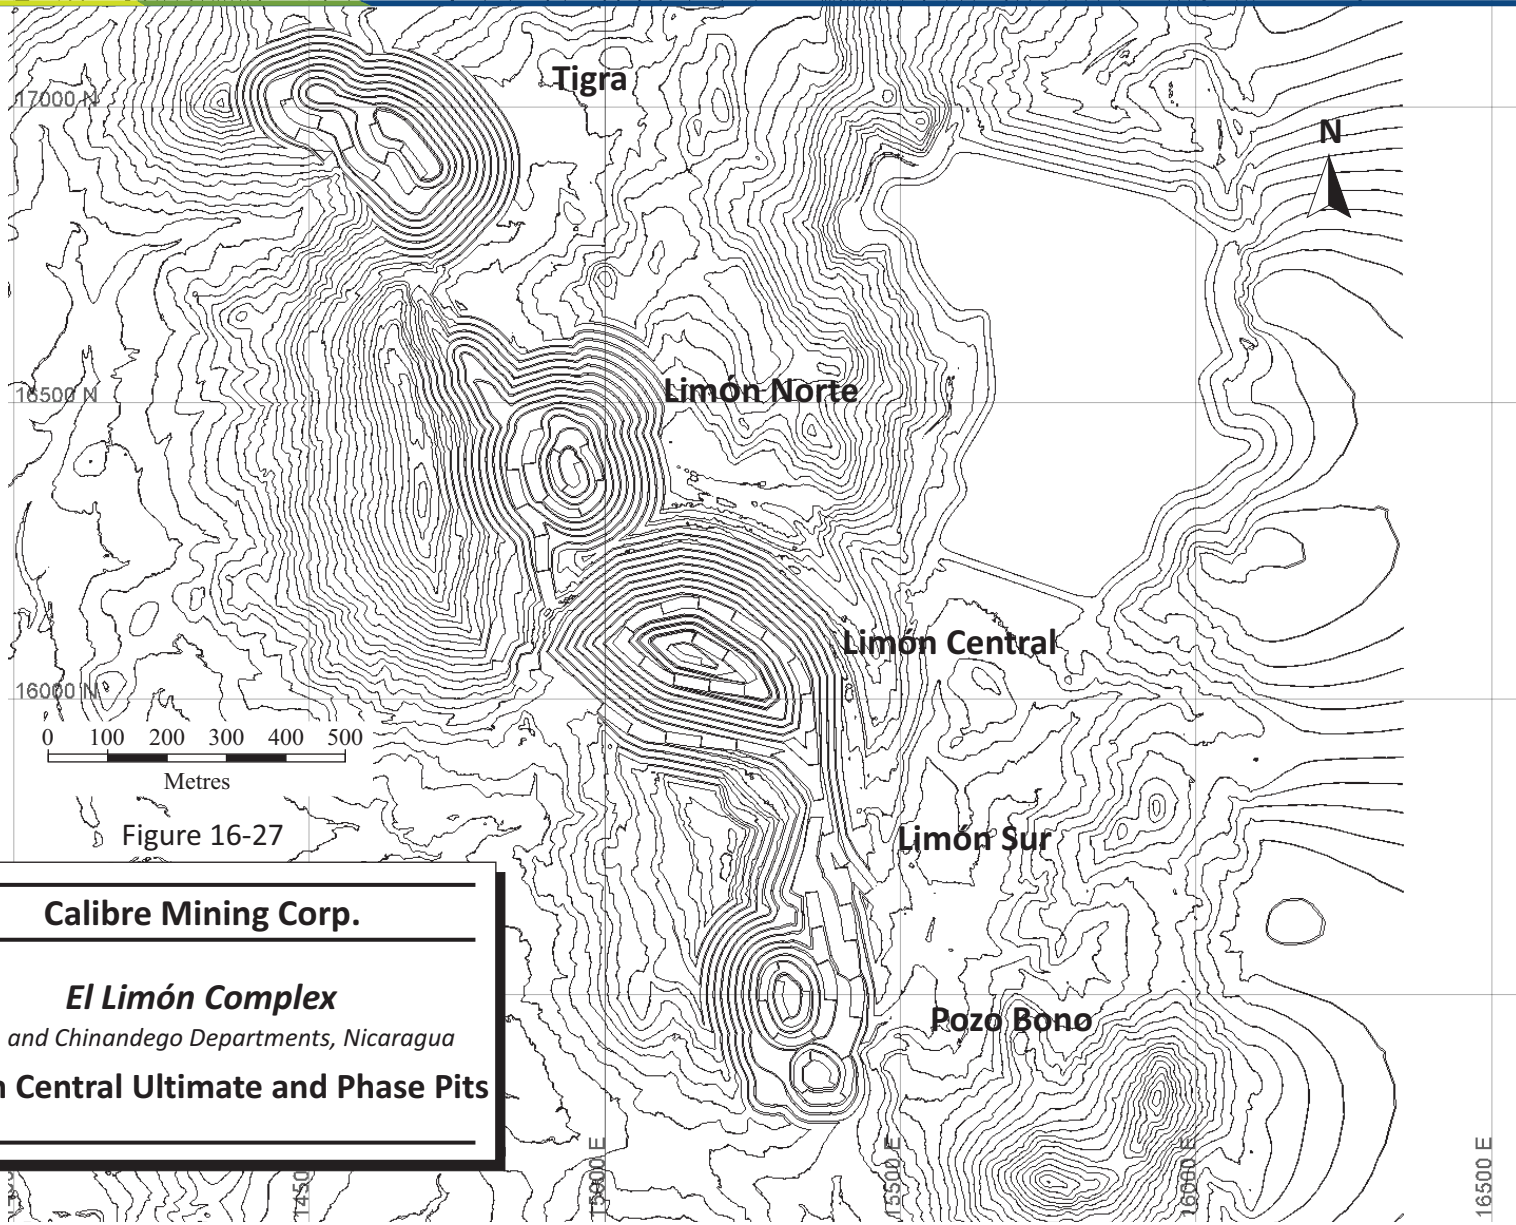 Tigra
17000 N
N
Limón Norte
16500 N
Limón Central
16000 N
0 100 200 300 400 500
Metres
Figure 16-27
Limón Sur
Calibre Mining Corp.
El Limón Complex
Pozo Bono
and Chinandego Departments, Nicaragua
Central Ultimate and Phase Pits
15000 E
15500 E
16000 E
16500 E